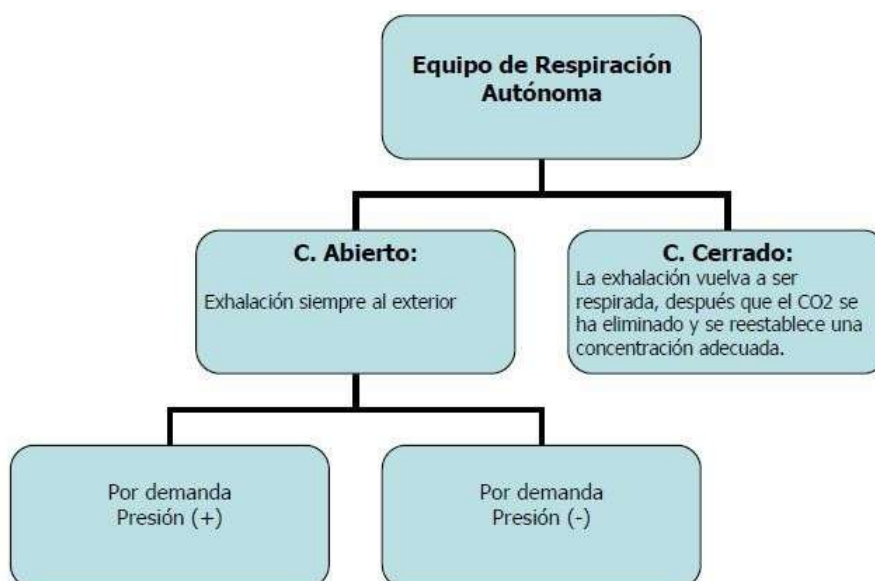 Equipo de Respiración
Autónoma
C. Abierto:
Exhalación siempre al exterior
C. Cerrado:
La exhalación vuelva a ser
respirada, después que el CO2 se
ha eliminado y se reestablece una
concentración adecuada.
Por demanda
Presión (+)
Por demanda
Presión (-)